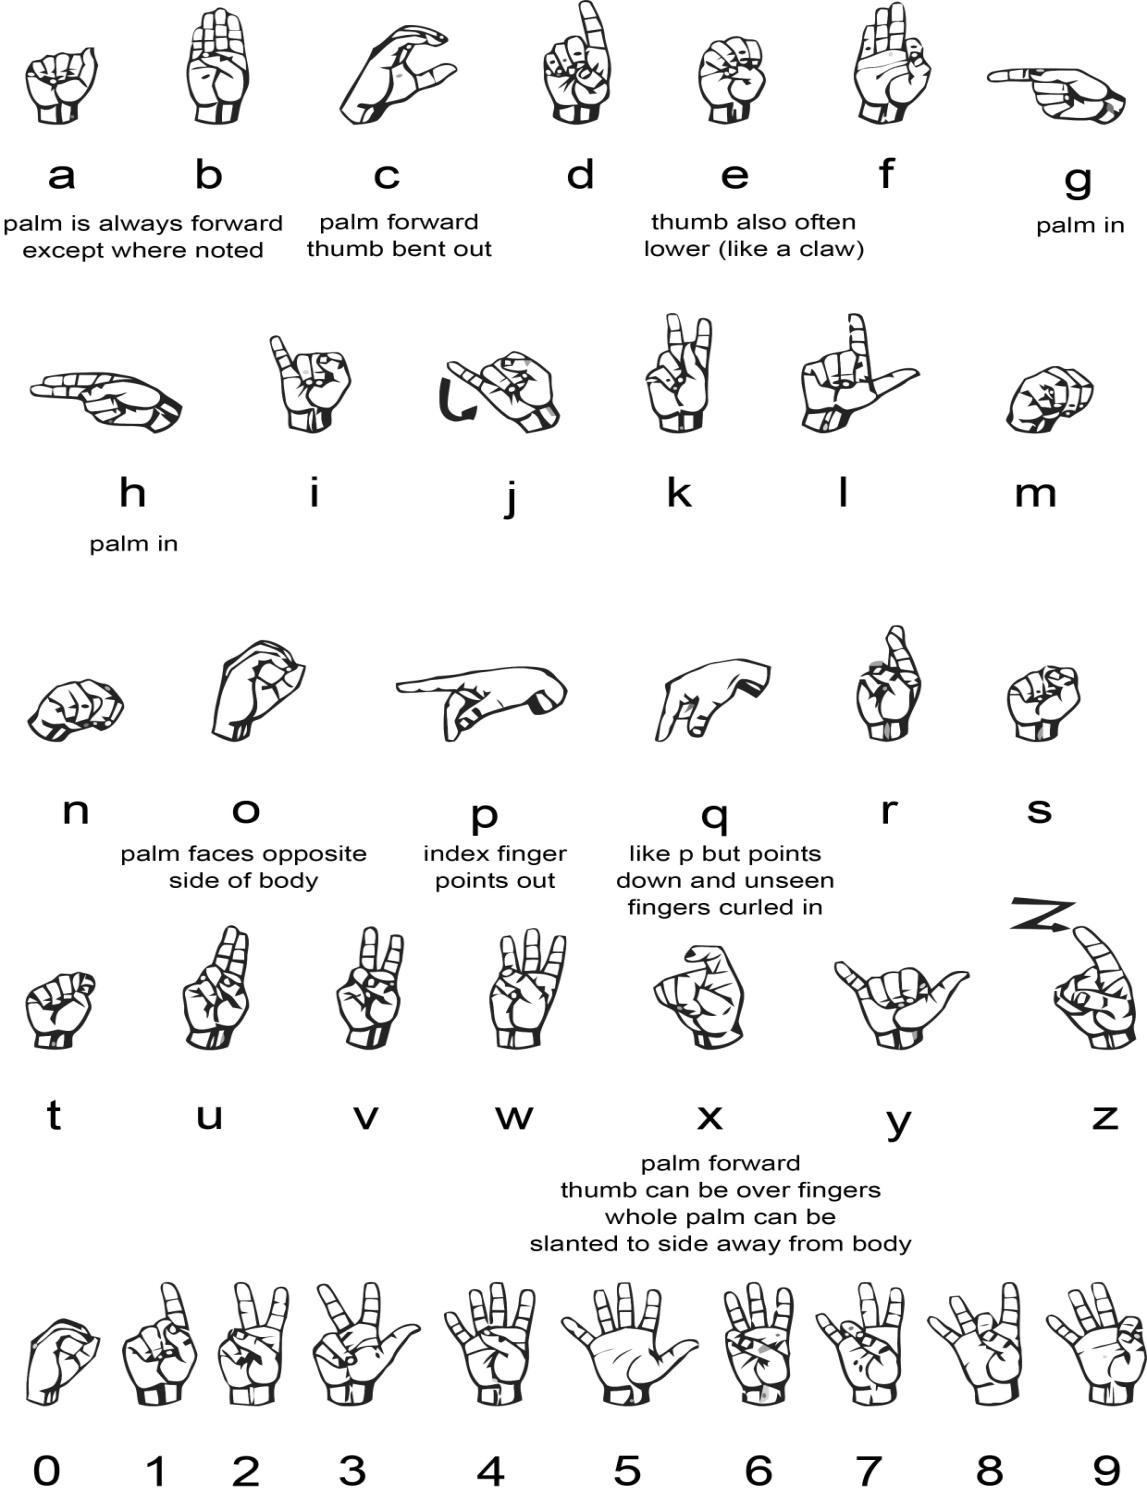 a b c d e f g
palm is always forward
except where noted
palm forward
thumb bent out
thumb also often
lower (like a claw)
palm in
h i j k l m
palm in
n o p q r s
palm faces opposite
side of body
index finger
points out
like p but points
down and unseen
fingers curled in
t u v w x y z
palm forward
thumb can be over fingers
whole palm can be
slanted to side away from body
0 1 2 3 4 5 6 7 8 9